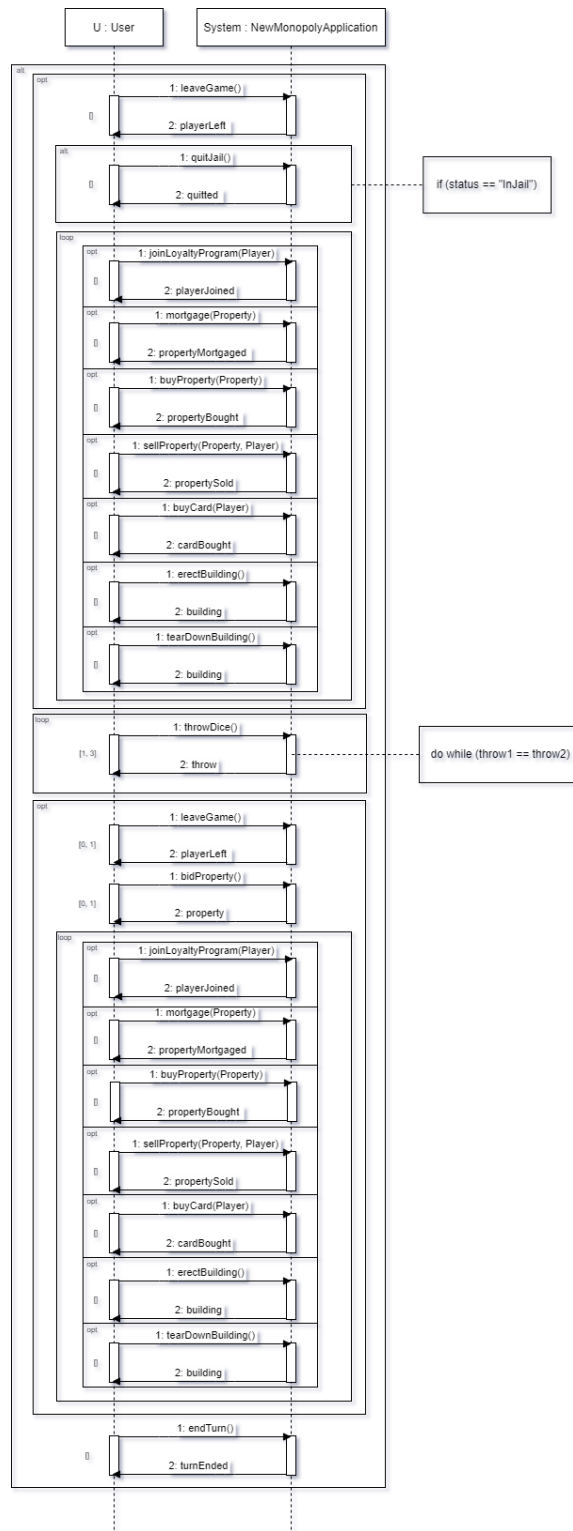 U : User
System : NewMonopolyApplication
alt
opt
1: leaveGame()
[]
2: playerLeft
alt
1: quitJail()
[]
2: quitted
if (status == "InJail")
loop
opt
1: joinLoyaltyProgram(Player)
[]
2: playerJoined
opt
1: mortgage(Property)
[]
2: propertyMortgaged
opt
1: buyProperty(Property)
[]
2: propertyBought
opt
1: sellProperty(Property, Player)
[]
2: propertySold
opt
1: buyCard(Player)
[]
2: cardBought
opt
1: erectBuilding()
[]
2: building
opt
1: tearDownBuilding()
[]
2: building
loop
1: throwDice()
[1, 3]
do while (throw1 == throw2)
2: throw
opt
1: leaveGame()
[0, 1]
2: playerLeft
1: bidProperty()
[0, 1]
2: property
loop
opt
1: joinLoyaltyProgram(Player)
[]
2: playerJoined
opt
1: mortgage(Property)
[]
2: propertyMortgaged
opt
1: buyProperty(Property)
[]
2: propertyBought
opt
1: sellProperty(Property, Player)
[]
2: propertySold
opt
1: buyCard(Player)
[]
2: cardBought
opt
1: erectBuilding()
[]
2: building
opt
1: tearDownBuilding()
[]
2: building
1: endTurn()
[]
2: turnEnded